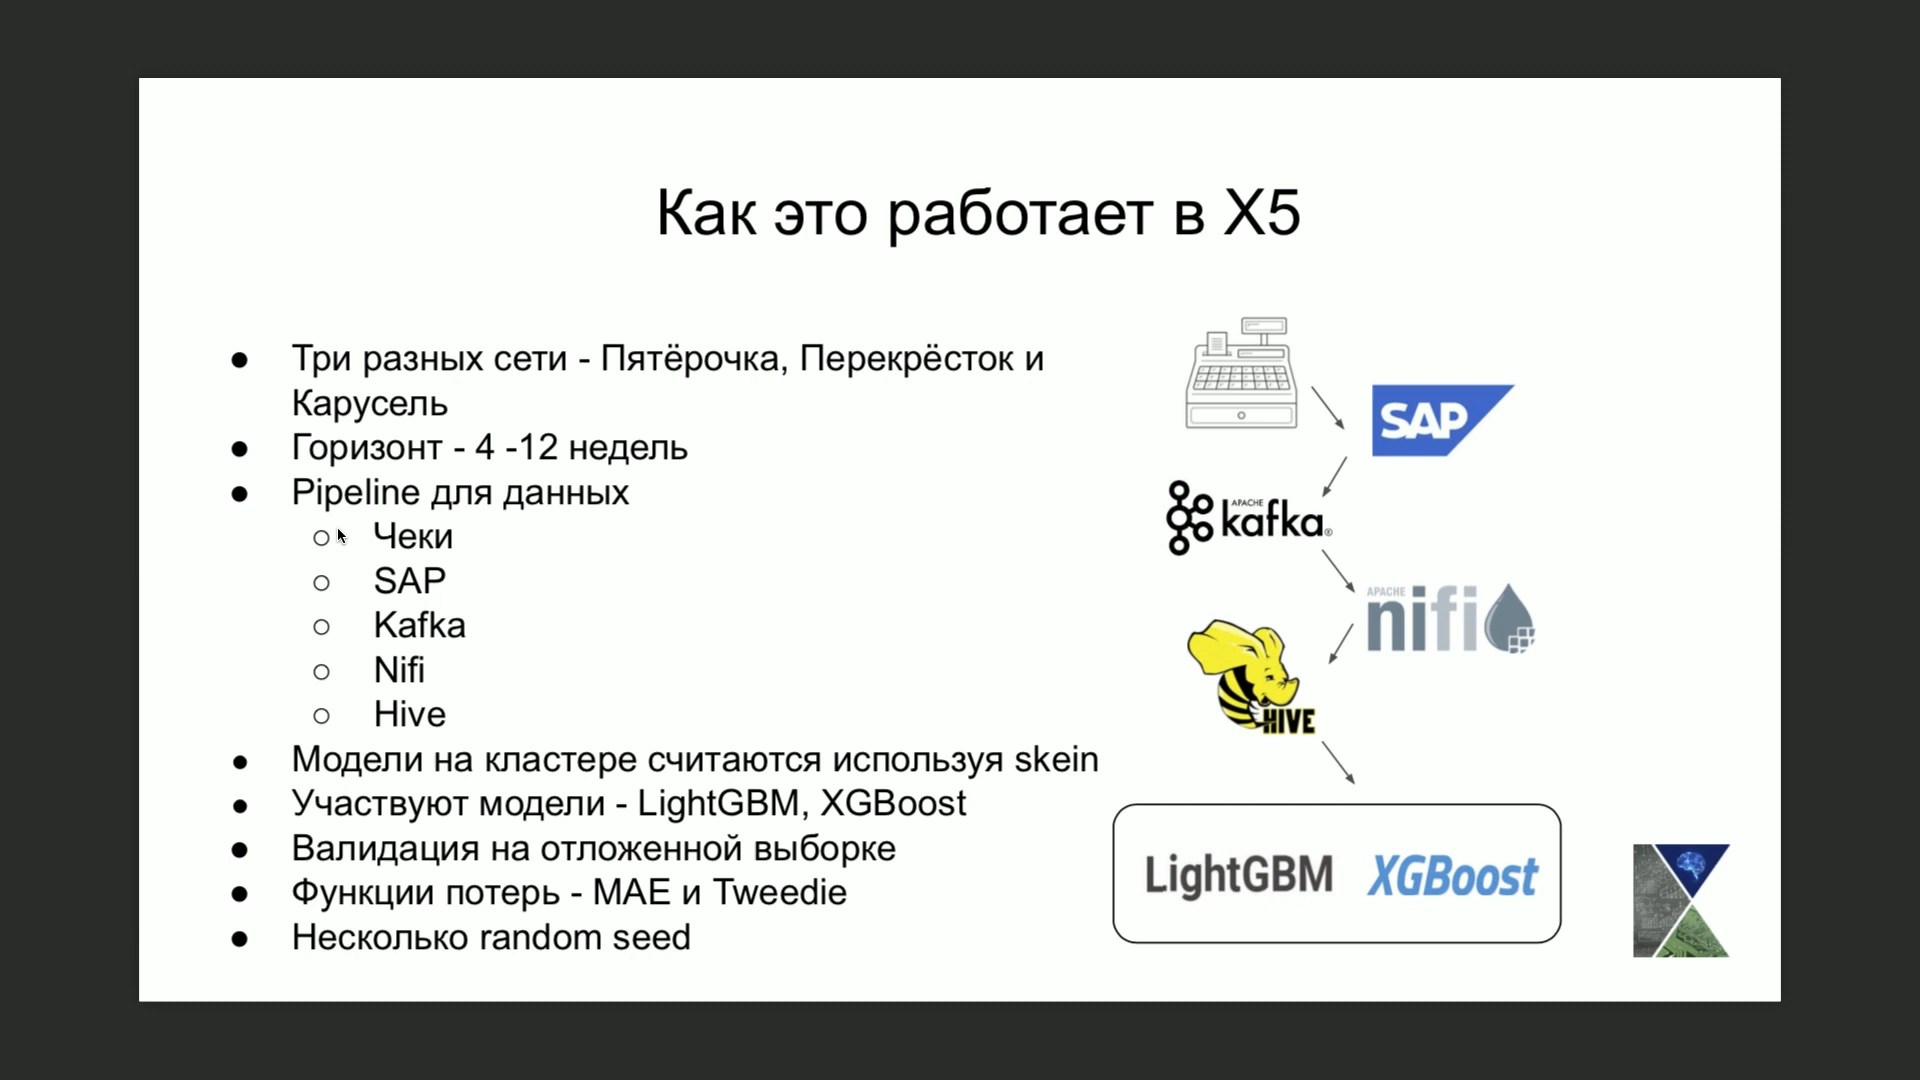 Как это работает в X5
● Три разных сети - Пятёрочка, Перекрёсток и
Карусель
● Горизонт - 4 -12 недель
● Pipeline для данных
○ Чеки
○ SAP
○ Kafka
○ Nifi
○ Hive
● Модели на кластере считаются используя skein
● Участвуют модели - LightGBM, XGBoost
● Валидация на отложенной выборке
● Функции потерь - MAE и Tweedie
● Несколько random seed
SAP
APACHE
kafka®
APACHE
nifi
HIVE
LightGBM XGBoost